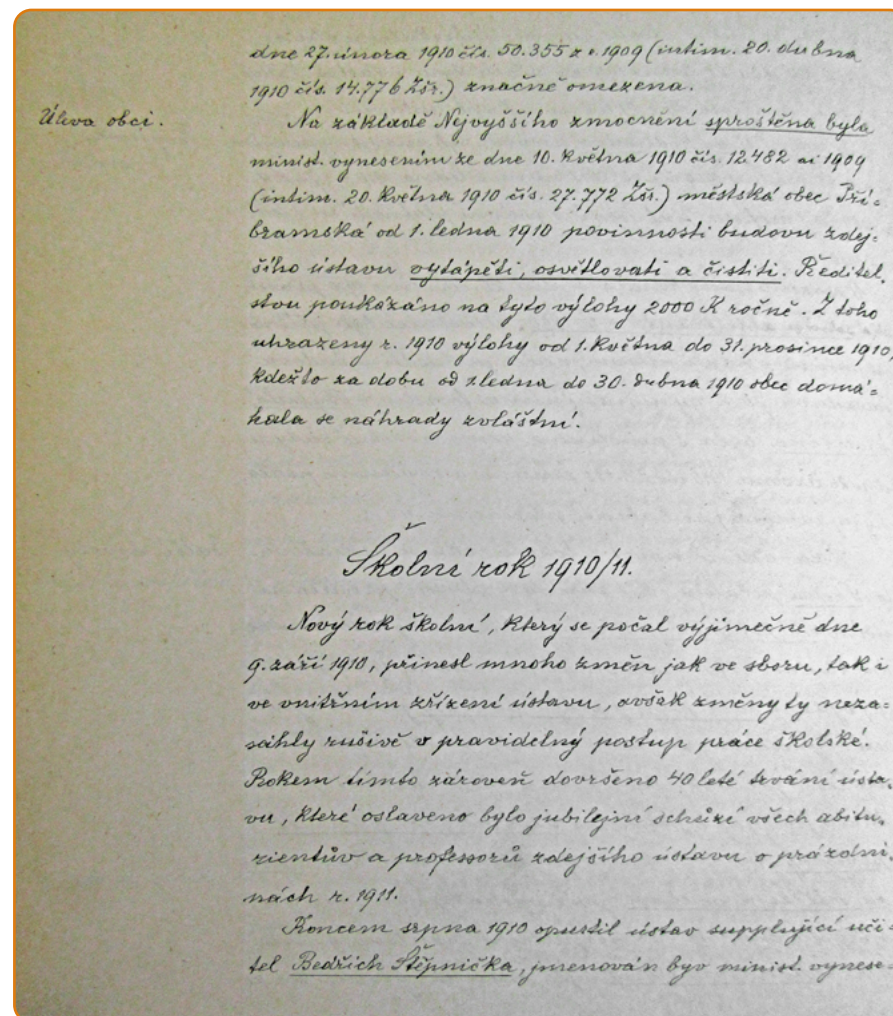 dne 27. února 1910 čís. 50.355 z r. 1909 (intim. 20. dubna
1910 čís. 14.776 Zšr.) značně omezena.
Úleva obci.
Na základě Nejvyššího zmocnění sproštěna byla
minist. vynesením ze dne 10. května 1910 čís. 12.482 ai 1909
(intim. 20. května 1910 čís. 27.772 Zšr.) městská obec Pří-
bramská od 1. ledna 1910 povinnosti budovu zdej-
šího ústavu vytápěti, osvětlovati a čistiti. Ředitel-
stvu poukázáno na tyto výlohy 2000 K ročně. Z toho
uhrazeny r. 1910 výlohy od 1. května do 31. prosince 1910,
kdežto za dobu od 1. ledna do 30. dubna 1910 obec domá-
hala se náhrady zvláštní.
Školní rok 1910/11.
Nový rok školní, který se počal výjimečně dne
9. září 1910, přinesl mnoho změn jak ve sboru, tak i
ve vnitřním zřízení ústavu, avšak změny ty neza-
sáhly rušivě v pravidelný postup práce školské.
Rokem tímto zároveň dovršeno 40 leté trvání ústa-
vu, které oslaveno bylo jubilejní schůzí všech abitu-
rientův a professorů zdejšího ústavu o prázdni-
nách r. 1911.
Koncem srpna 1910 opustil ústav supplující uči-
tel Bedřich Štěpnička, jmenován byv minist. vynese-